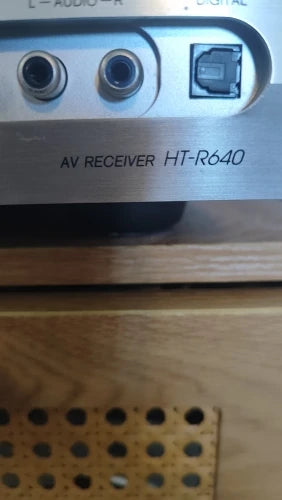 L - AUDIO - R DIGITAL
AV RECEIVER HT-R640